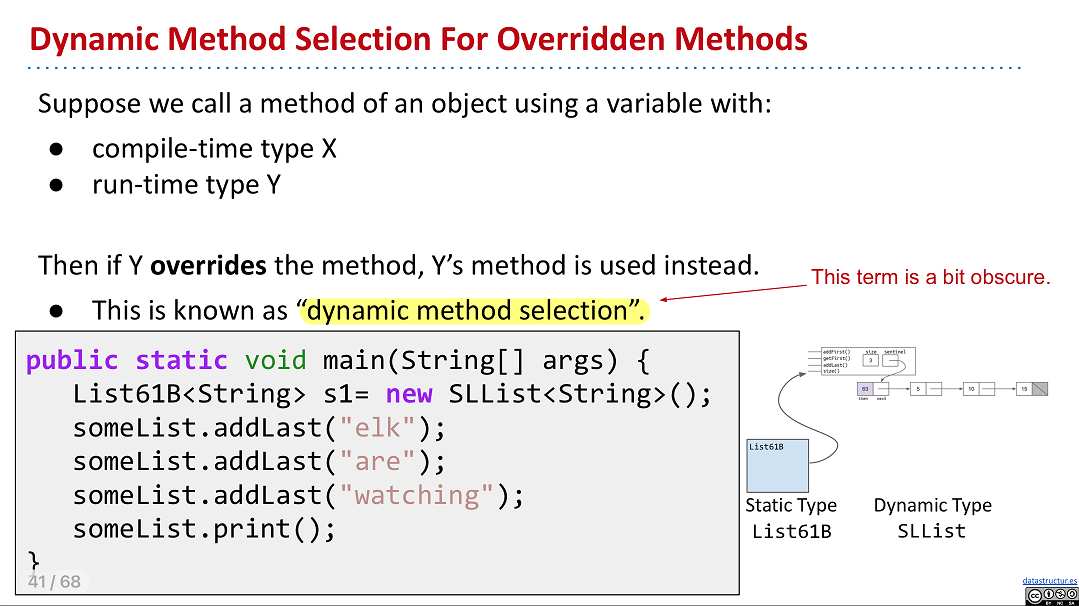 Dynamic Method Selection For Overridden Methods
Suppose we call a method of an object using a variable with:
● compile-time type X
● run-time type Y
Then if Y overrides the method, Y’s method is used instead.
● This is known as “dynamic method selection”.
This term is a bit obscure.
public static void main(String[] args) {
List61B<String> s1= new SLList<String>();
someList.addLast("elk");
someList.addLast("are");
someList.addLast("watching");
someList.print();
}
41 / 68
addFirst()
getFirst()
addLast()
size()
size sentinel
3
63 5 10 15
item next
List61B
Static Type
List61B
Dynamic Type
SLList
datastructur.es
CC BY NC SA